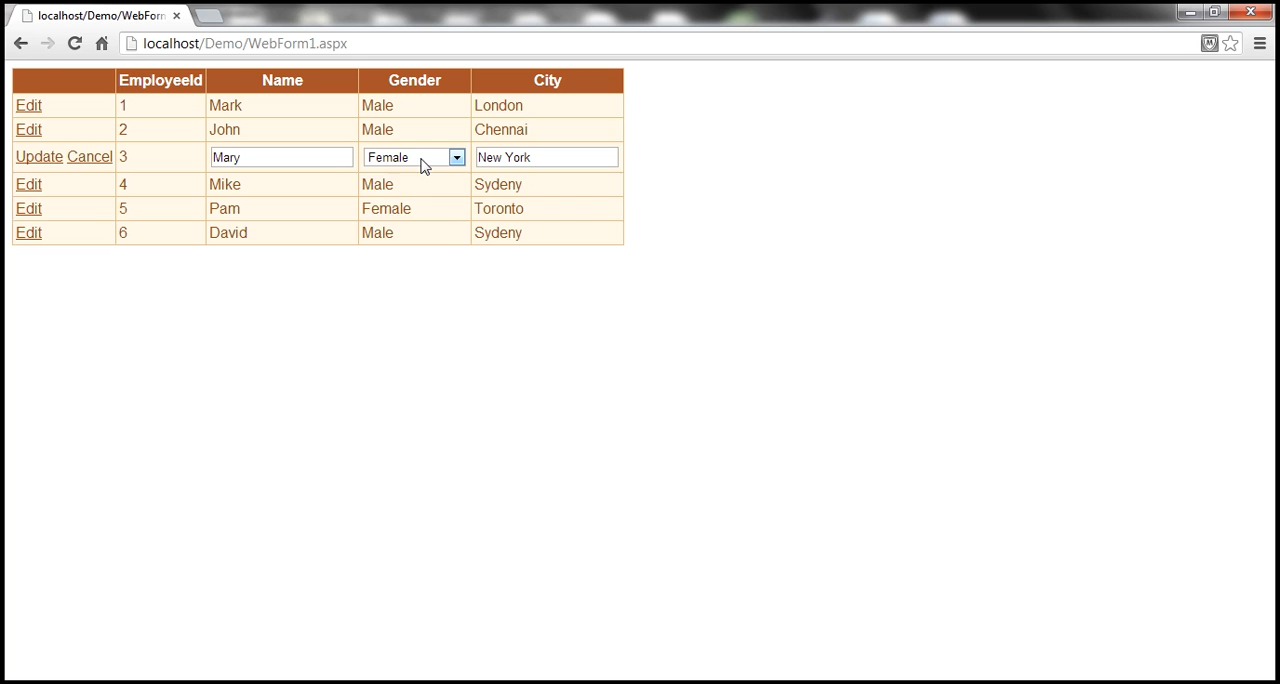 localhost/Demo/WebForm
localhost/Demo/WebForm1.aspx
EmployeeId Name Gender City
Edit 1 Mark Male London
Edit 2 John Male Chennai
Update Cancel 3 Mary Female New York
Edit 4 Mike Male Sydeny
Edit 5 Pam Female Toronto
Edit 6 David Male Sydeny